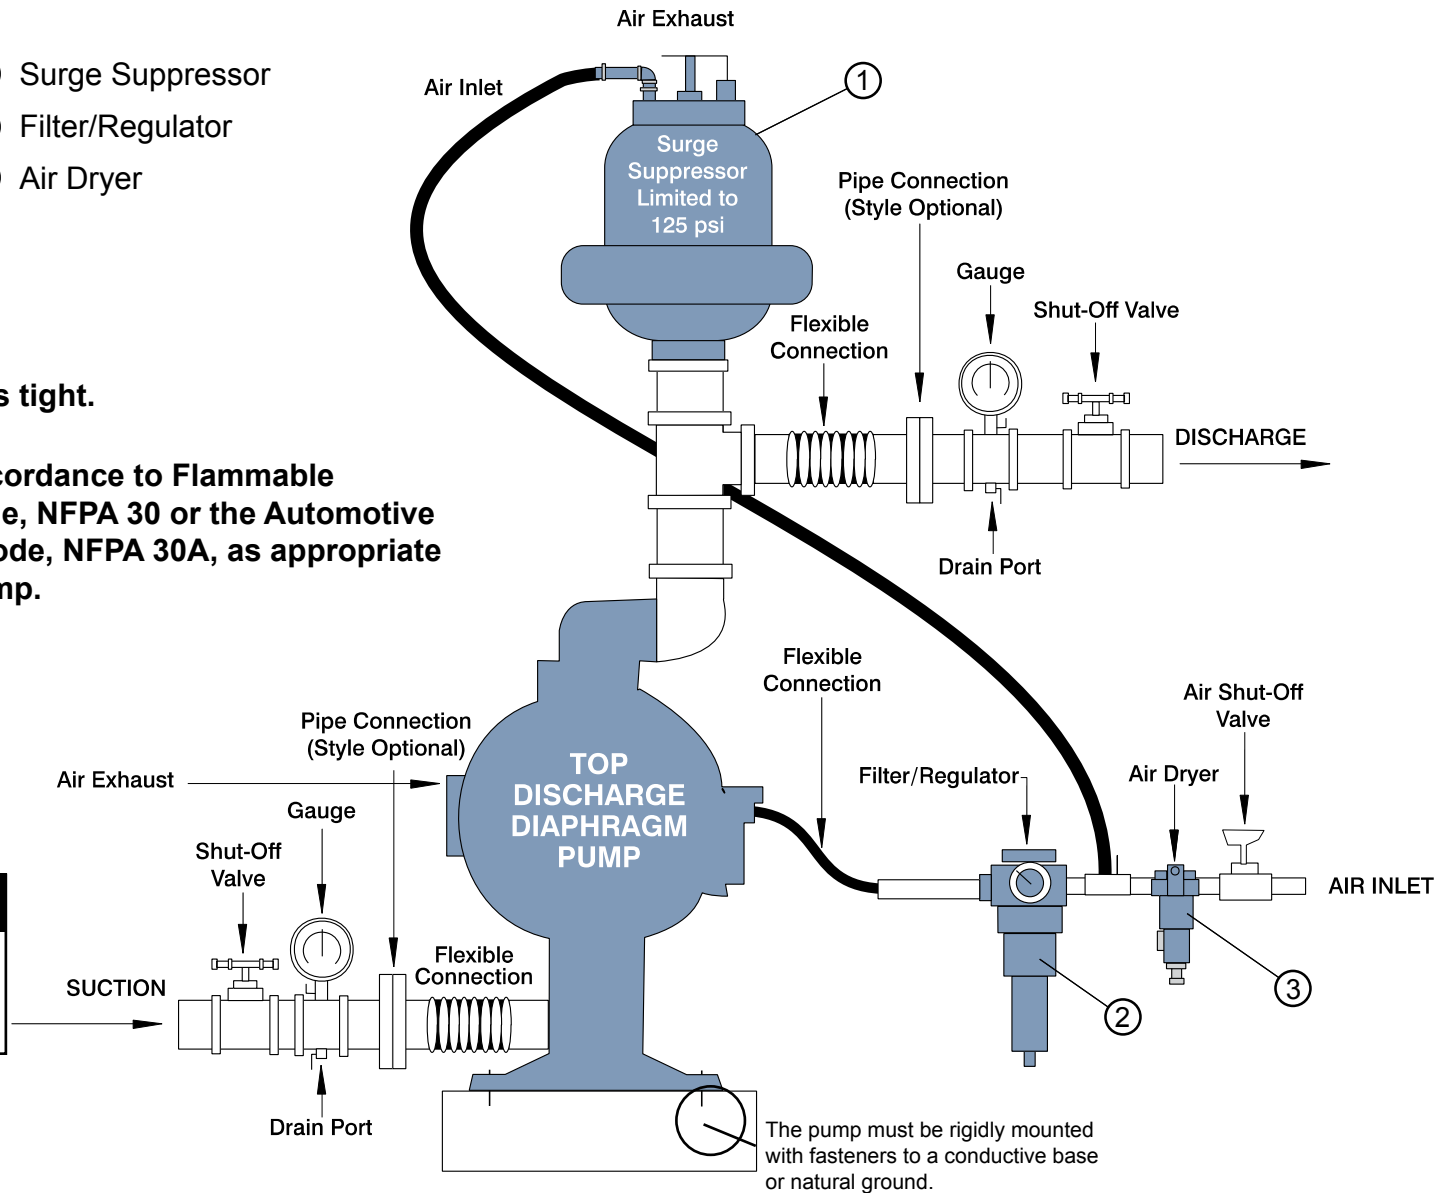 Surge Suppressor
Filter/Regulator
Air Dryer
tight.
to Flammable
NFPA 30 or the Automotive
NFPA 30A, as appropriate
Air Exhaust
Air Inlet
1
Surge
Suppressor
Limited to
125 psi
Pipe Connection
(Style Optional)
Gauge
Shut-Off Valve
Flexible
Connection
DISCHARGE
Drain Port
Flexible
Connection
Air Shut-Off
Valve
Filter/Regulator
Air Dryer
AIR INLET
2
3
Pipe Connection
(Style Optional)
Air Exhaust
Gauge
Shut-Off
Valve
TOP
DISCHARGE
DIAPHRAGM
PUMP
Flexible
Connection
SUCTION
Drain Port
The pump must be rigidly mounted
with fasteners to a conductive base
or natural ground.